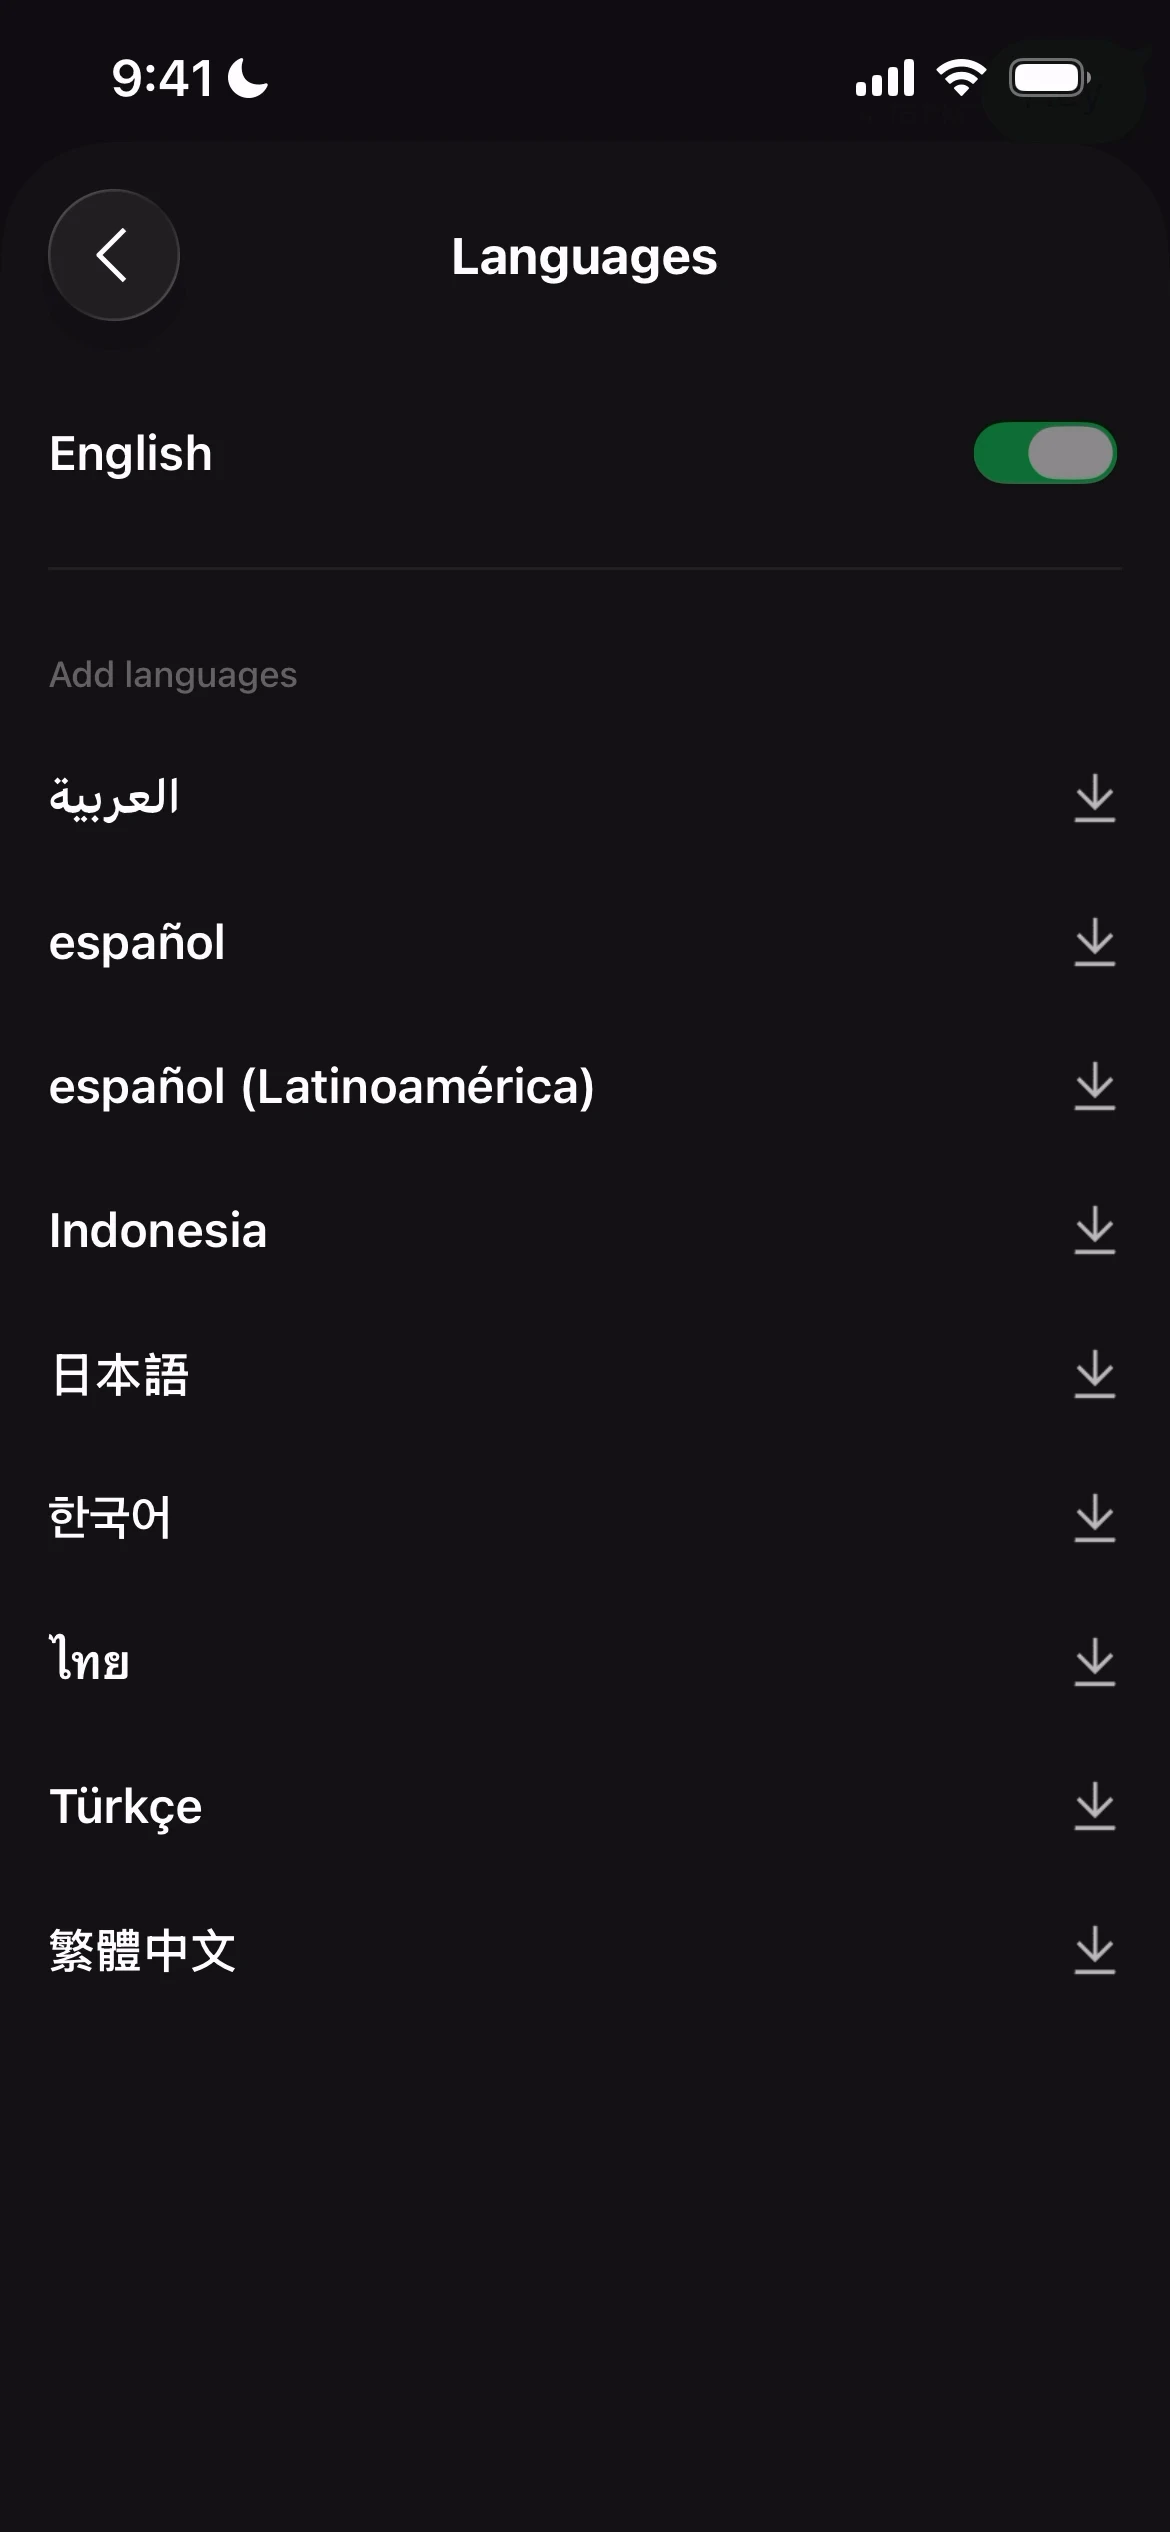 9:41
Languages
English
Add languages
العربية
español
español (Latinoamérica)
Indonesia
日本語
한국어
ไทย
Türkçe
繁體中文